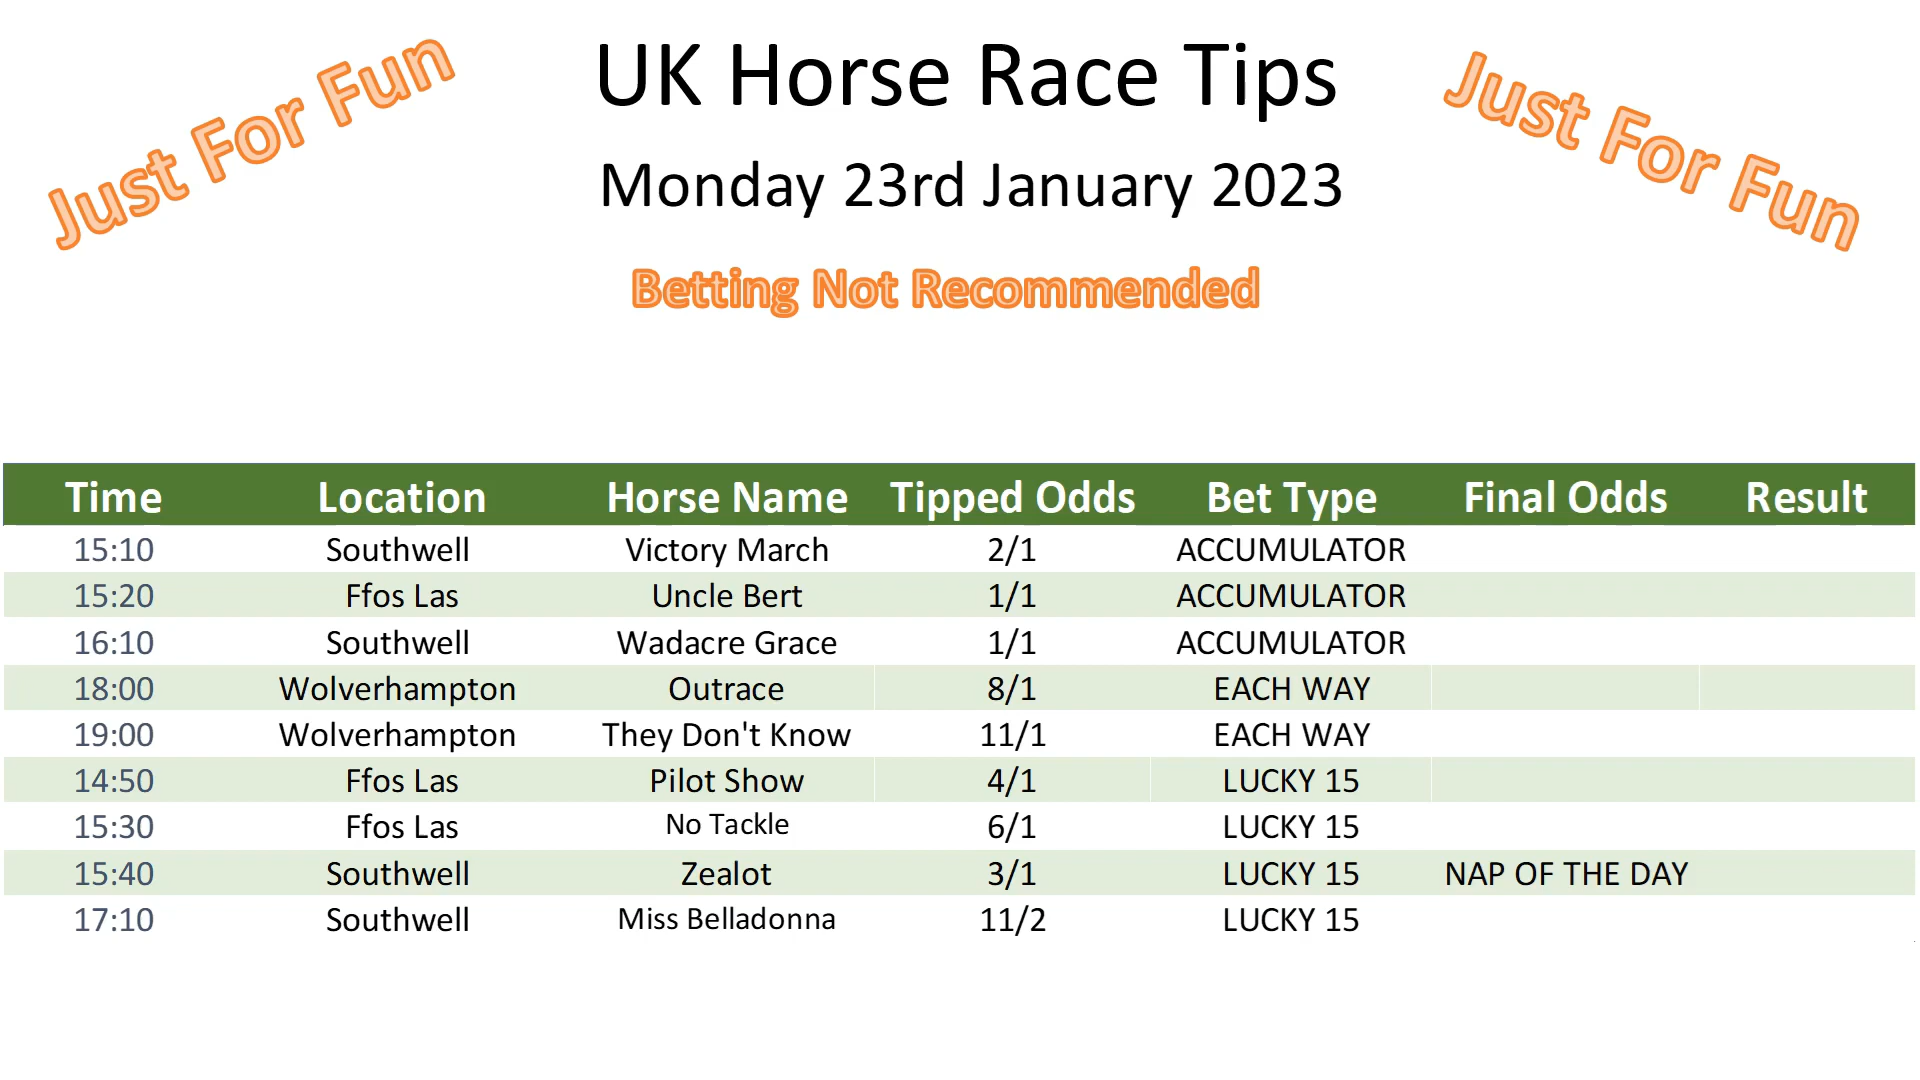 Just For Fun
UK Horse Race Tips
Just For Fun
Monday 23rd January 2023
Betting Not Recommended
Time Location Horse Name Tipped Odds Bet Type Final Odds Result
15:10 Southwell Victory March 2/1 ACCUMULATOR
15:20 Ffos Las Uncle Bert 1/1 ACCUMULATOR
16:10 Southwell Wadacre Grace 1/1 ACCUMULATOR
18:00 Wolverhampton Outrace 8/1 EACH WAY
19:00 Wolverhampton They Don't Know 11/1 EACH WAY
14:50 Ffos Las Pilot Show 4/1 LUCKY 15
15:30 Ffos Las No Tackle 6/1 LUCKY 15
15:40 Southwell Zealot 3/1 LUCKY 15 NAP OF THE DAY
17:10 Southwell Miss Belladonna 11/2 LUCKY 15